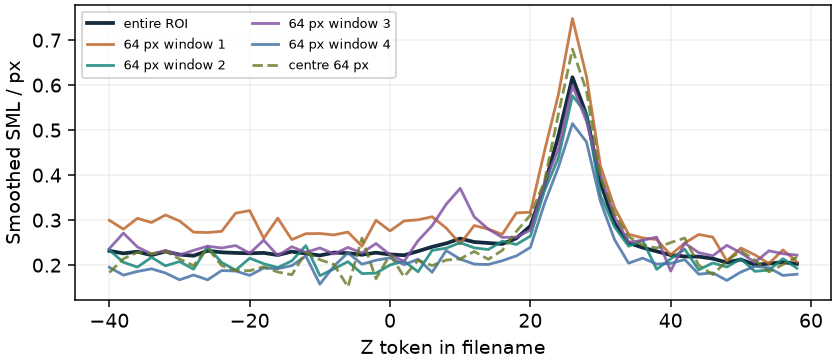 entire ROI
64 px window 1
64 px window 2
64 px window 3
64 px window 4
centre 64 px
Smoothed SML / px
0.7
0.6
0.5
0.4
0.3
0.2
−40 −20 0 20 40 60
Z token in filename